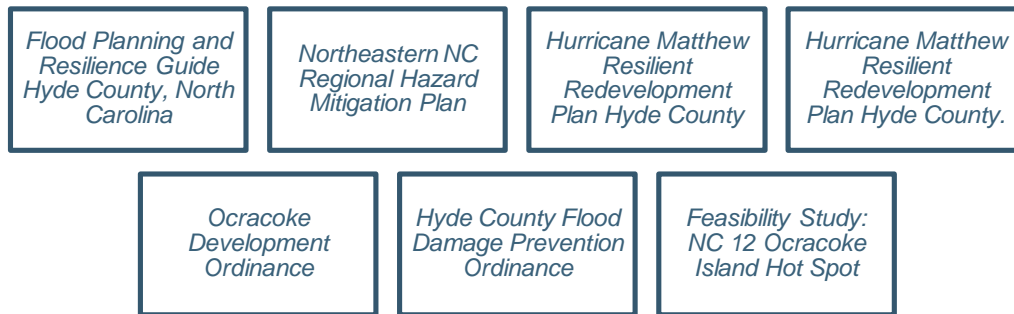 Flood Planning and
Resilience Guide
Hyde County, North
Carolina
Northeastern NC
Regional Hazard
Mitigation Plan
Hurricane Matthew
Resilient
Redevelopment
Plan Hyde County
Hurricane Matthew
Resilient
Redevelopment
Plan Hyde County.
Ocracoke
Development
Ordinance
Hyde County Flood
Damage Prevention
Ordinance
Feasibility Study:
NC 12 Ocracoke
Island Hot Spot